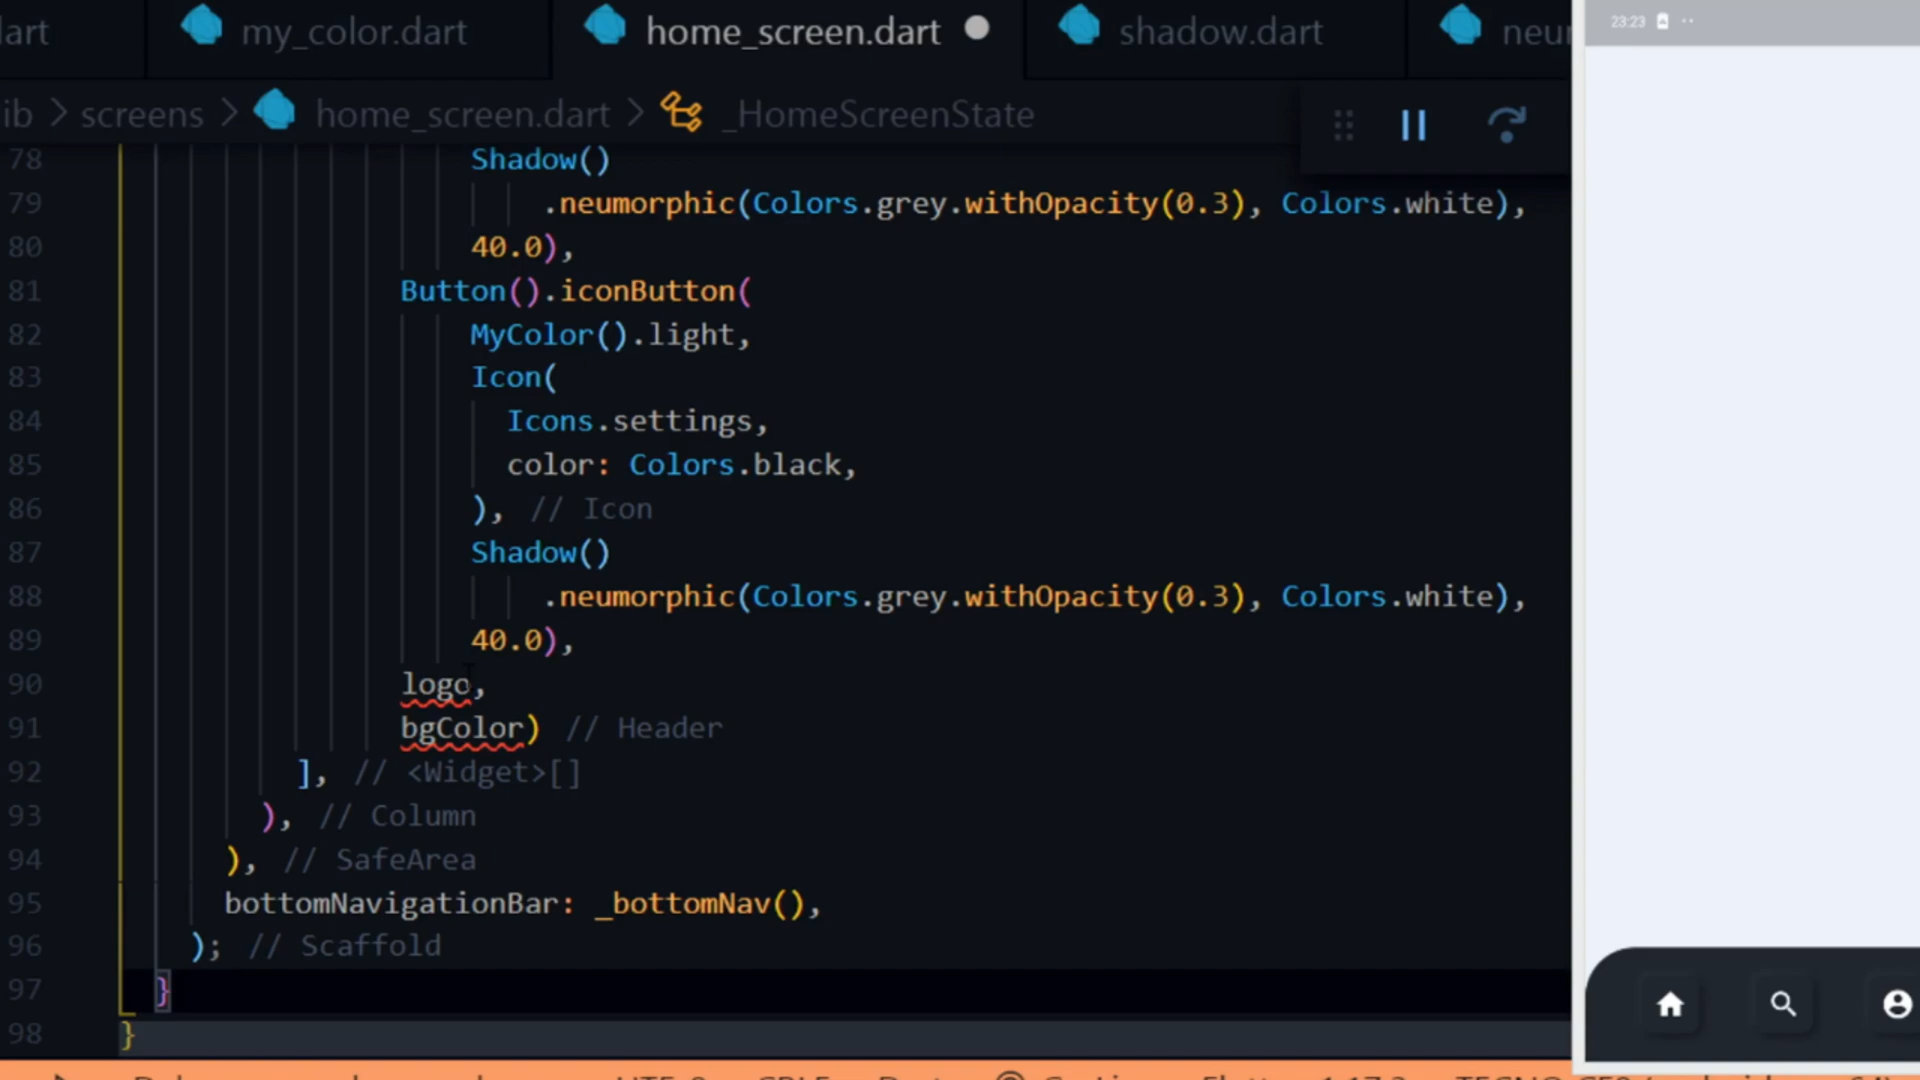 my_color.dart
home_screen.dart
shadow.dart
screens > home_screen.dart > _HomeScreenState
78 Shadow()
79 .neumorphic(Colors.grey.withOpacity(0.3), Colors.white),
80 40.0),
81 Button().iconButton(
82 MyColor().light,
83 Icon(
84 Icons.settings,
85 color: Colors.black,
86 ), // Icon
87 Shadow()
88 .neumorphic(Colors.grey.withOpacity(0.3), Colors.white),
89 40.0),
90 logo,
91 bgColor) // Header
92 ], // <Widget>[]
93 ), // Column
94 ), // SafeArea
95 bottomNavigationBar: _bottomNav(),
96 ); // Scaffold
97 }
98 }
23:23